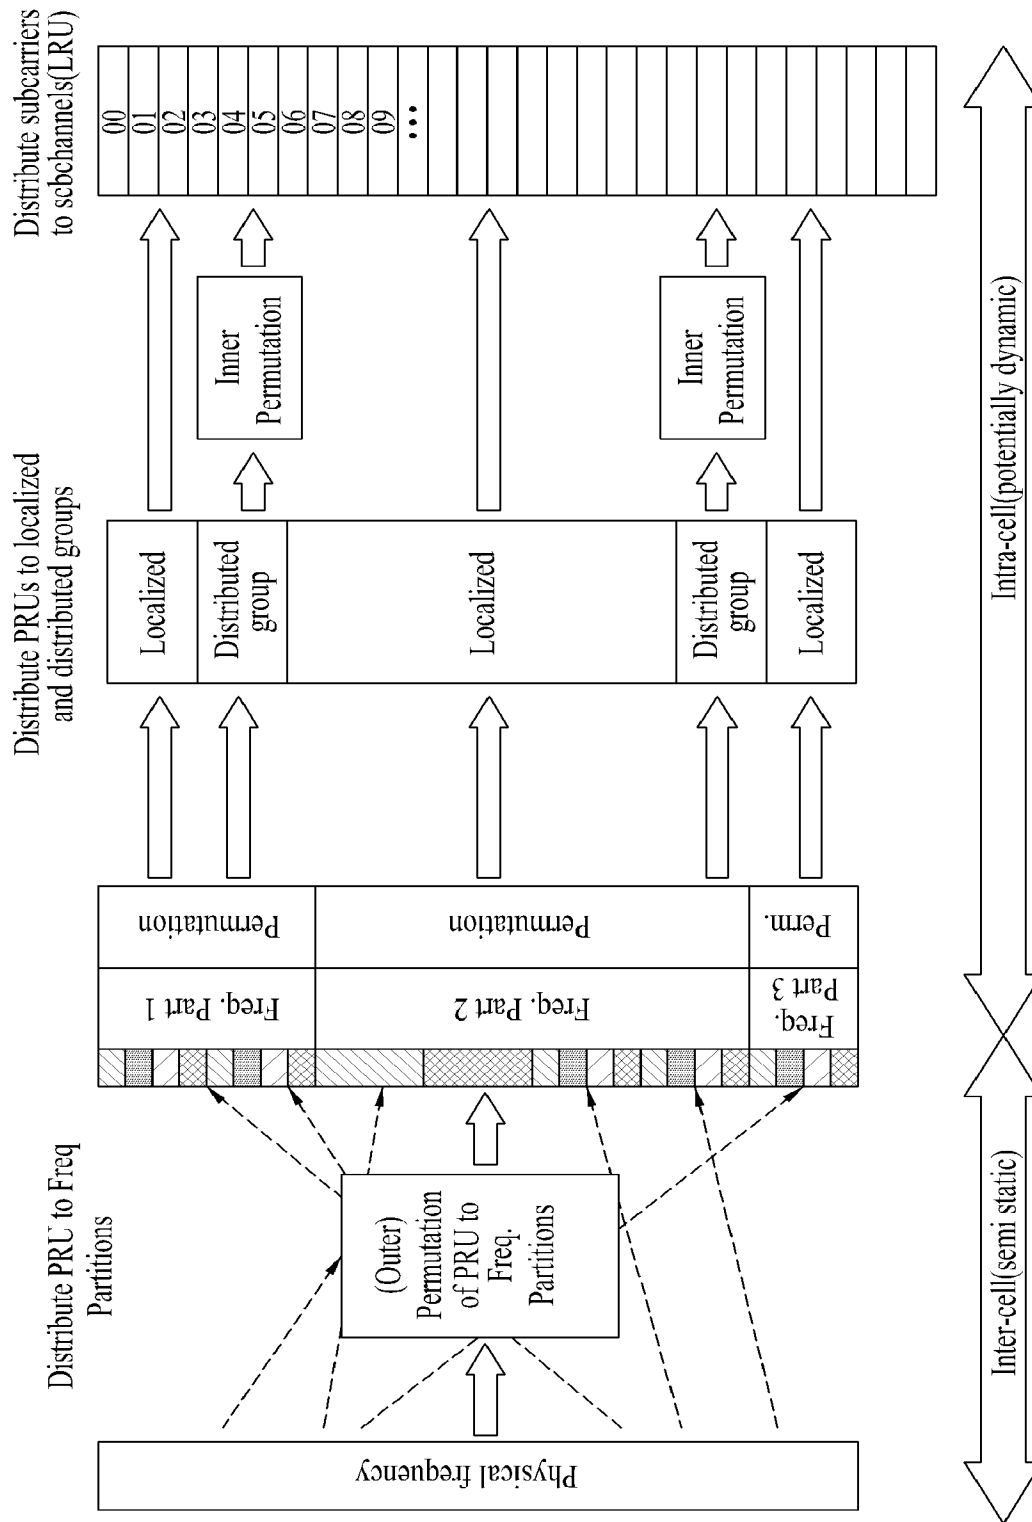 Distribute PRU to Freq
Partitions
Distribute PRUs to localized
and distributed groups
Distribute subcariers
to scbchannels(LRU)
Physical frequency
(Outer)
Permutation
of PRU to
Freq.
Partitions
Freq. Part 1
Permutation
Freq. Part 2
Permutation
Freq.
Part 3
Perm.
Localized
Distributed
group
Localized
Distributed
group
Localized
Inner
Permutation
Inner
Permutation
00
01
02
03
04
05
06
07
08
09
•••
Inter-cell(semi static)
Intra-cell(potentially dynamic)